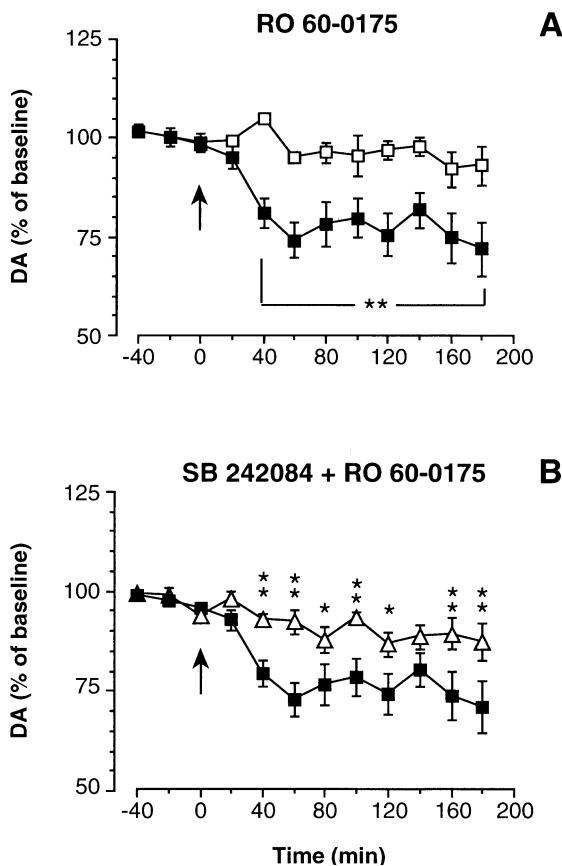 RO 60-0175
A
DA (% of baseline)
125
100
75
50
**
-40 0 40 80 120 160 200
SB 242084 + RO 60-0175
B
DA (% of baseline)
125
100
75
50
* * * *
* * * * * * *
-40 0 40 80 120 160 200
Time (min)